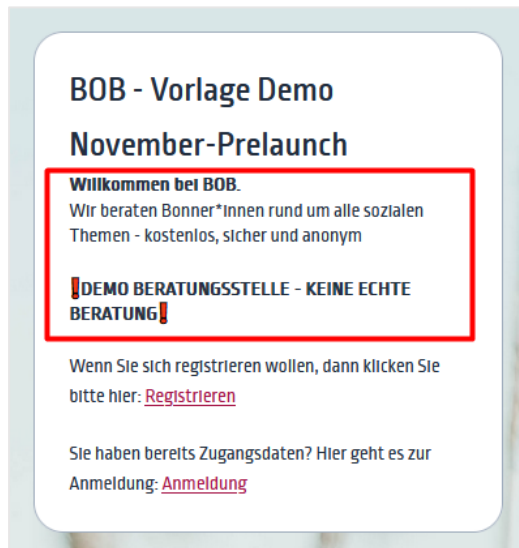 BOB - Vorlage Demo
November-Prelaunch
Willkommen bei BOB.
Wir beraten Bonner*innen rund um alle sozialen
Themen - kostenlos, sicher und anonym
❗DEMO BERATUNGSSTELLE - KEINE ECHTE
BERATUNG❗
Wenn Sie sich registrieren wollen, dann klicken Sie
bitte hier: Registrieren
Sie haben bereits Zugangsdaten? Hier geht es zur
Anmeldung: Anmeldung